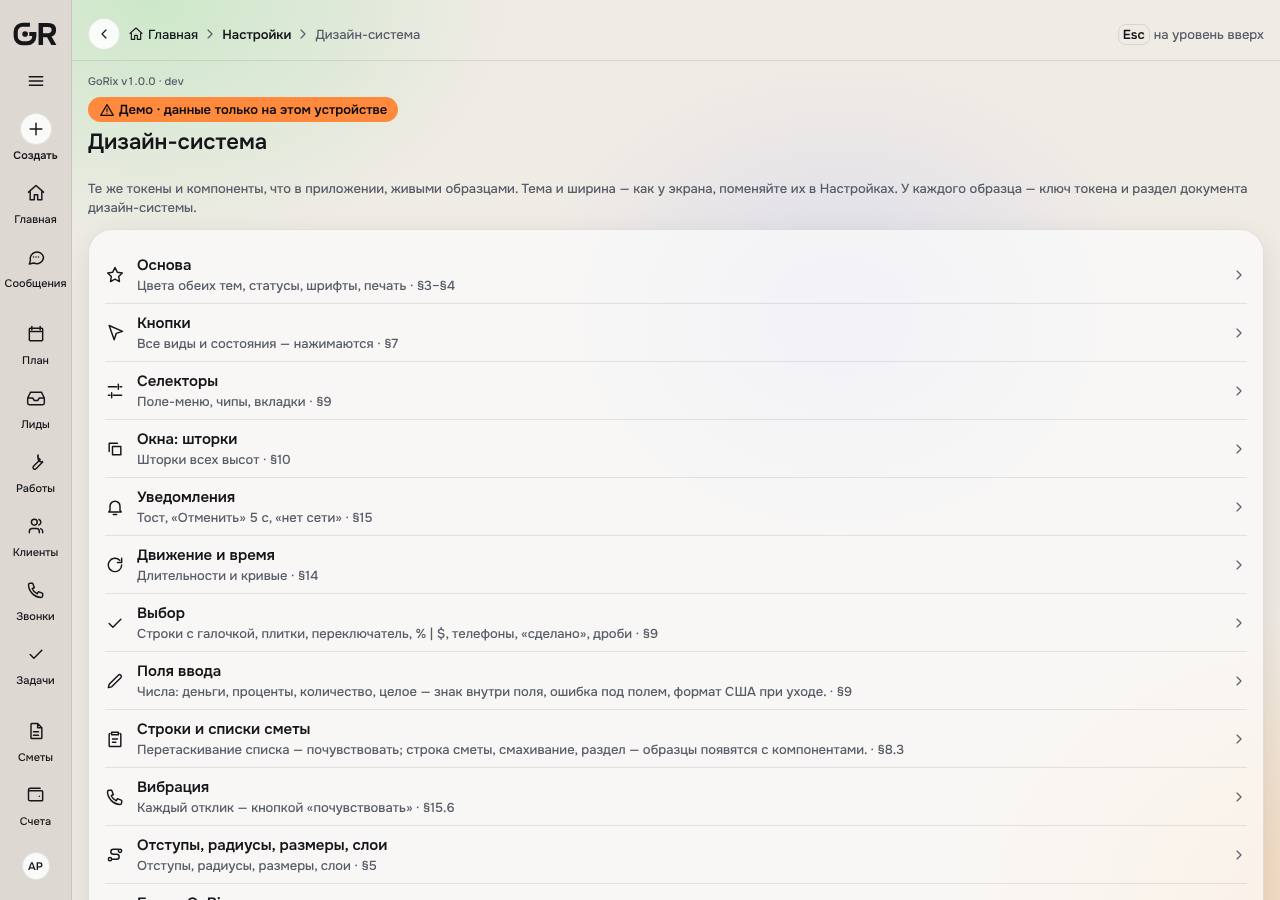 GR
Главная
Настройки
Дизайн-система
Esc на уровень вверх
GoRix v1.0.0 · dev
Демо · данные только на этом устройстве
Дизайн-система
Те же токены и компоненты, что в приложении, живыми образцами. Тема и ширина — как у экрана, поменяйте их в Настройках. У каждого образца — ключ токена и раздел документа
дизайн-системы.
Создать
Главная
Сообщения
План
Лиды
Работы
Клиенты
Звонки
Задачи
Сметы
Счета
AP
Основа
Цвета обеих тем, статусы, шрифты, печать · §3–§4
Кнопки
Все виды и состояния — нажимаются · §7
Селекторы
Поле-меню, чипы, вкладки · §9
Окна: шторки
Шторки всех высот · §10
Уведомления
Тост, «Отменить» 5 с, «нет сети» · §15
Движение и время
Длительности и кривые · §14
Выбор
Строки с галочкой, плитки, переключатель, % | $, телефоны, «сделано», дроби · §9
Поля ввода
Числа: деньги, проценты, количество, целое — знак внутри поля, ошибка под полем, формат США при уходе. · §9
Строки и списки сметы
Перетаскивание списка — почувствовать; строка сметы, смахивание, раздел — образцы появятся с компонентами. · §8.3
Вибрация
Каждый отклик — кнопкой «почувствовать» · §15.6
Отступы, радиусы, размеры, слои
Отступы, радиусы, размеры, слои · §5